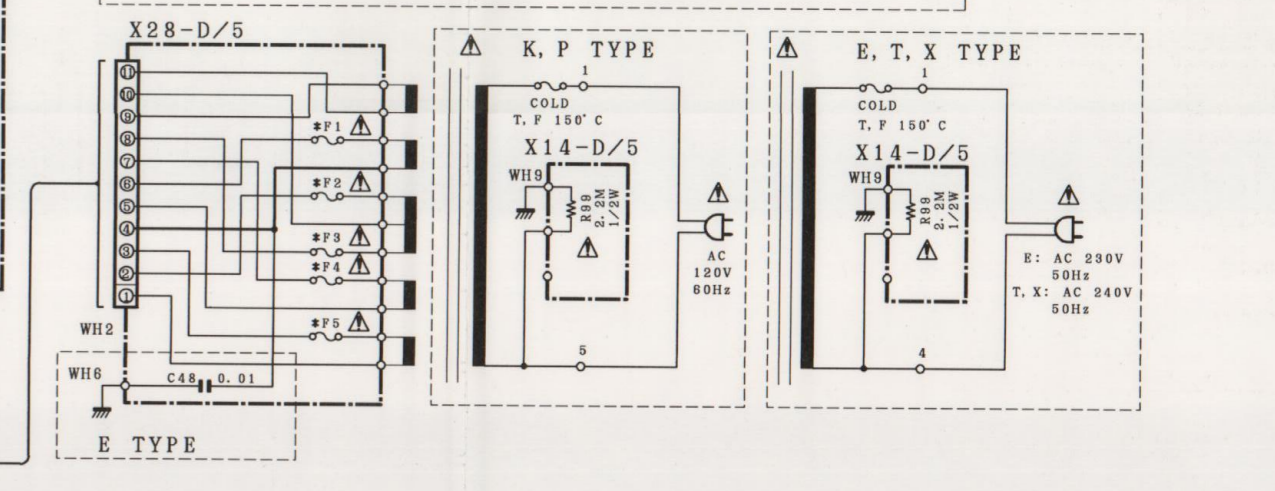 X28-D/5
11
10
9
8
7
6
5
4
3
2
1
*F1
*F2
*F3
*F4
*F5
WH2
WH6
C48
0.01
E TYPE
K, P TYPE
1
COLD
T, F 150°C
X14-D/5
WH9
R99
2.2M
1/2W
AC
120V
60Hz
5
E, T, X TYPE
1
COLD
T, F 150°C
X14-D/5
WH9
R99
2.2M
1/2W
E: AC 230V
50Hz
T, X: AC 240V
50Hz
4